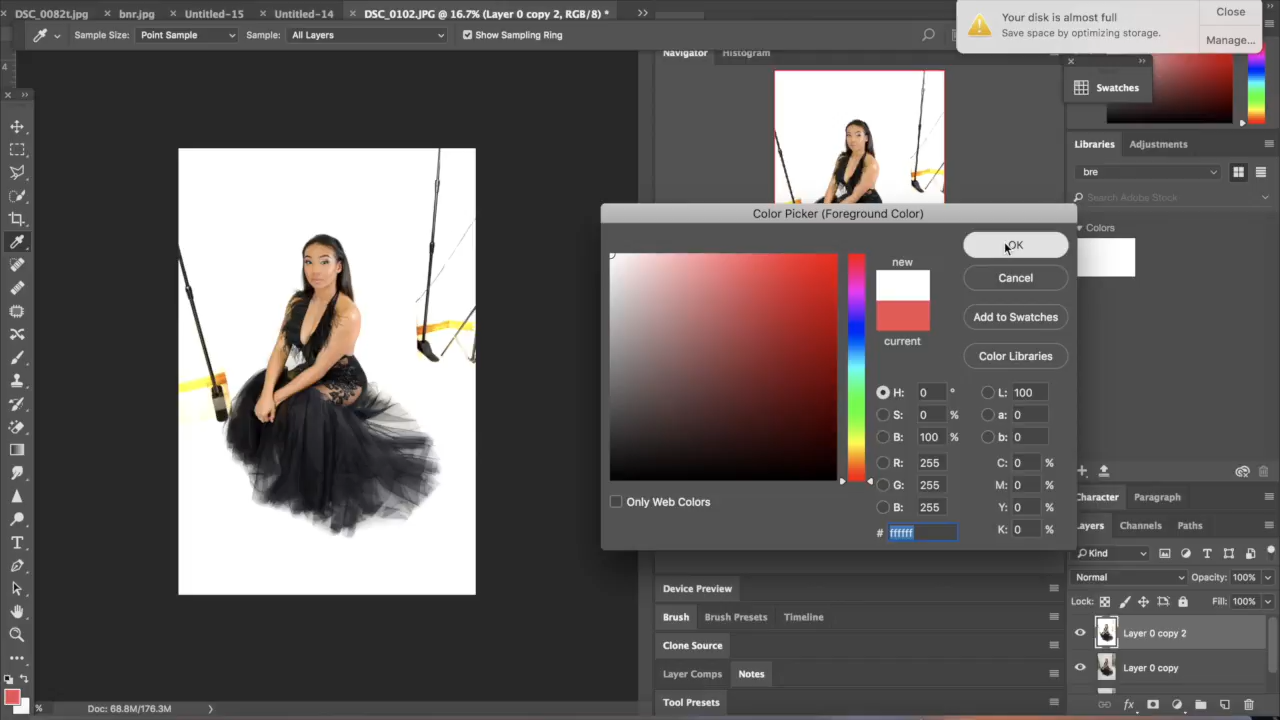 DSC_0082t.jpg
bnr.jpg
Untitled-15
Untitled-14
DSC_0102.JPG @ 16.7% (Layer 0 copy 2, RGB/8) *
Your disk is almost full
Save space by optimizing storage.
Close
Manage...
Sample Size: Point Sample
Sample: All Layers
Show Sampling Ring
Navigator
Histogram
Swatches
Libraries
Adjustments
bre
Search Adobe Stock
Colors
Color Picker (Foreground Color)
new
current
OK
Cancel
Add to Swatches
Color Libraries
H: 0 °
S: 0 %
B: 100 %
R: 255
G: 255
B: 255
# ffffff
L: 100
a: 0
b: 0
C: 0 %
M: 0 %
Y: 0 %
K: 0 %
Only Web Colors
Character
Paragraph
Layers
Channels
Paths
Kind
Normal
Opacity: 100%
Lock:
Fill: 100%
Layer 0 copy 2
Layer 0 copy
Device Preview
Brush
Brush Presets
Timeline
Clone Source
Layer Comps
Notes
Tool Presets
% Doc: 68.8M/176.3M